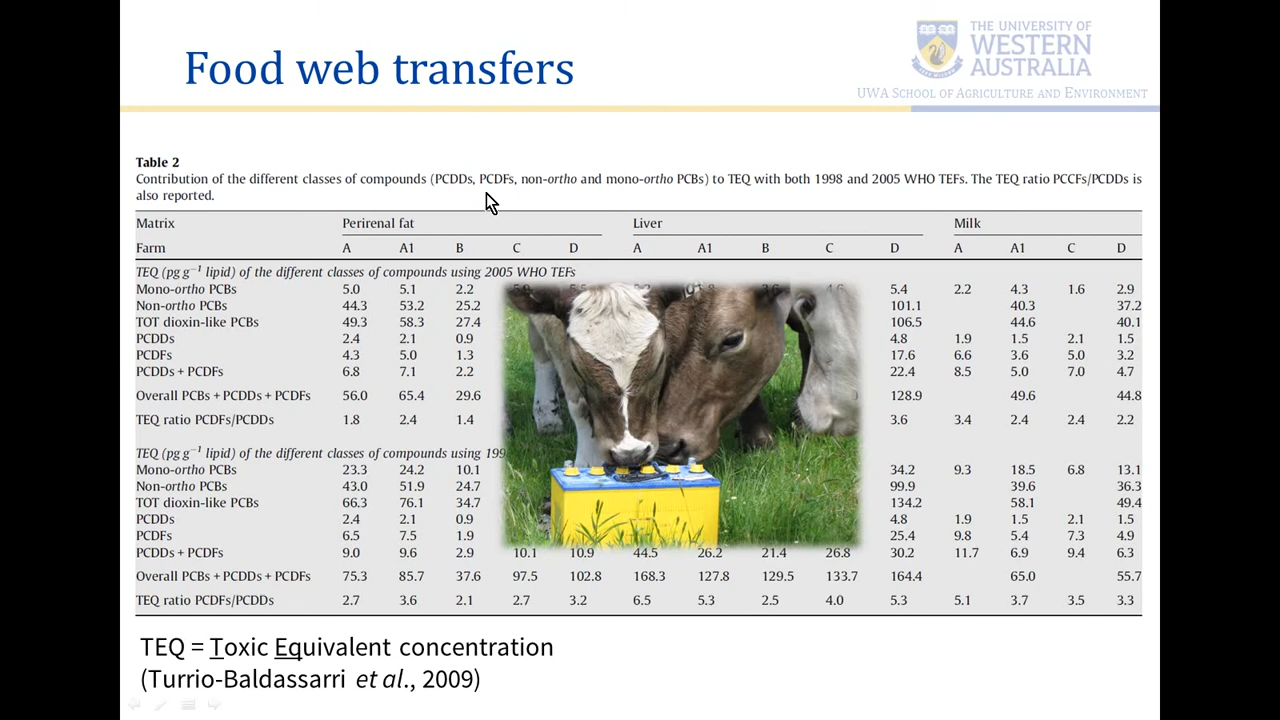 Food web transfers
THE UNIVERSITY OF
WESTERN
AUSTRALIA
UWA SCHOOL OF AGRICULTURE AND ENVIRONMENT
Table 2
Contribution of the different classes of compounds (PCDDs, PCDFs, non-ortho and mono-ortho PCBs) to TEQ with both 1998 and 2005 WHO TEFs. The TEQ ratio PCCFs/PCDDs is
also reported.
Matrix Perirenal fat Liver Milk
Farm A A1 B C D A A1 B C D A A1 C D
TEQ (pg g⁻¹ lipid) of the different classes of compounds using 2005 WHO TEFs
Mono-ortho PCBs 5.0 5.1 2.2 5.4 2.2 4.3 1.6 2.9
Non-ortho PCBs 44.3 53.2 25.2 101.1 40.3 37.2
TOT dioxin-like PCBs 49.3 58.3 27.4 106.5 44.6 40.1
PCDDs 2.4 2.1 0.9 4.8 1.9 1.5 2.1 1.5
PCDFs 4.3 5.0 1.3 17.6 6.6 3.6 5.0 3.2
PCDDs + PCDFs 6.8 7.1 2.2 22.4 8.5 5.0 7.0 4.7
Overall PCBs + PCDDs + PCDFs 56.0 65.4 29.6 128.9 49.6 44.8
TEQ ratio PCDFs/PCDDs 1.8 2.4 1.4 3.6 3.4 2.4 2.4 2.2
TEQ (pg g⁻¹ lipid) of the different classes of compounds using 199
Mono-ortho PCBs 23.3 24.2 10.1 34.2 9.3 18.5 6.8 13.1
Non-ortho PCBs 43.0 51.9 24.7 99.9 39.6 36.3
TOT dioxin-like PCBs 66.3 76.1 34.7 134.2 58.1 49.4
PCDDs 2.4 2.1 0.9 4.8 1.9 1.5 2.1 1.5
PCDFs 6.5 7.5 1.9 25.4 9.8 5.4 7.3 4.9
PCDDs + PCDFs 9.0 9.6 2.9 10.1 10.9 44.5 26.2 21.4 26.8 30.2 11.7 6.9 9.4 6.3
Overall PCBs + PCDDs + PCDFs 75.3 85.7 37.6 97.5 102.8 168.3 127.8 129.5 133.7 164.4 65.0 55.7
TEQ ratio PCDFs/PCDDs 2.7 3.6 2.1 2.7 3.2 6.5 5.3 2.5 4.0 5.3 5.1 3.7 3.5 3.3
TEQ = Toxic Equivalent concentration
(Turrio-Baldassarri et al., 2009)